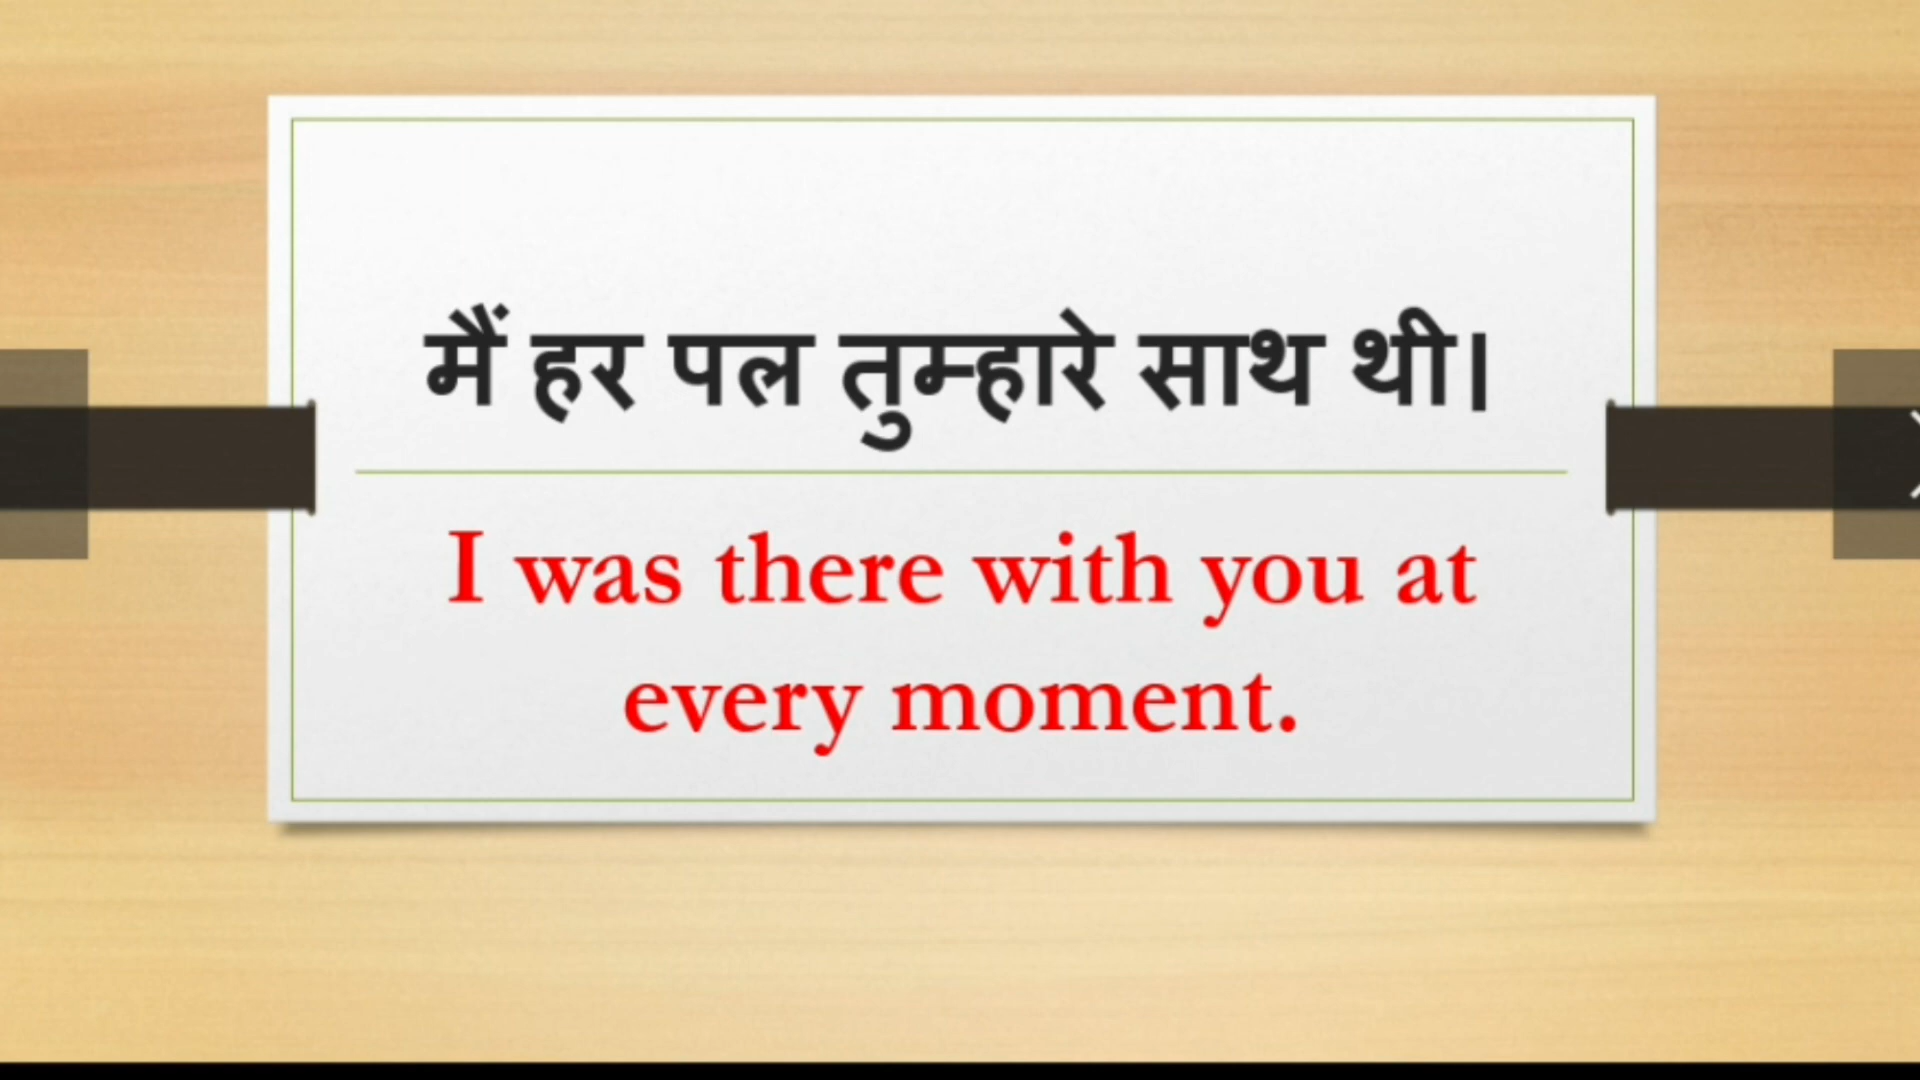 मैं हर पल तुम्हारे साथ थी।
I was there with you at
every moment.